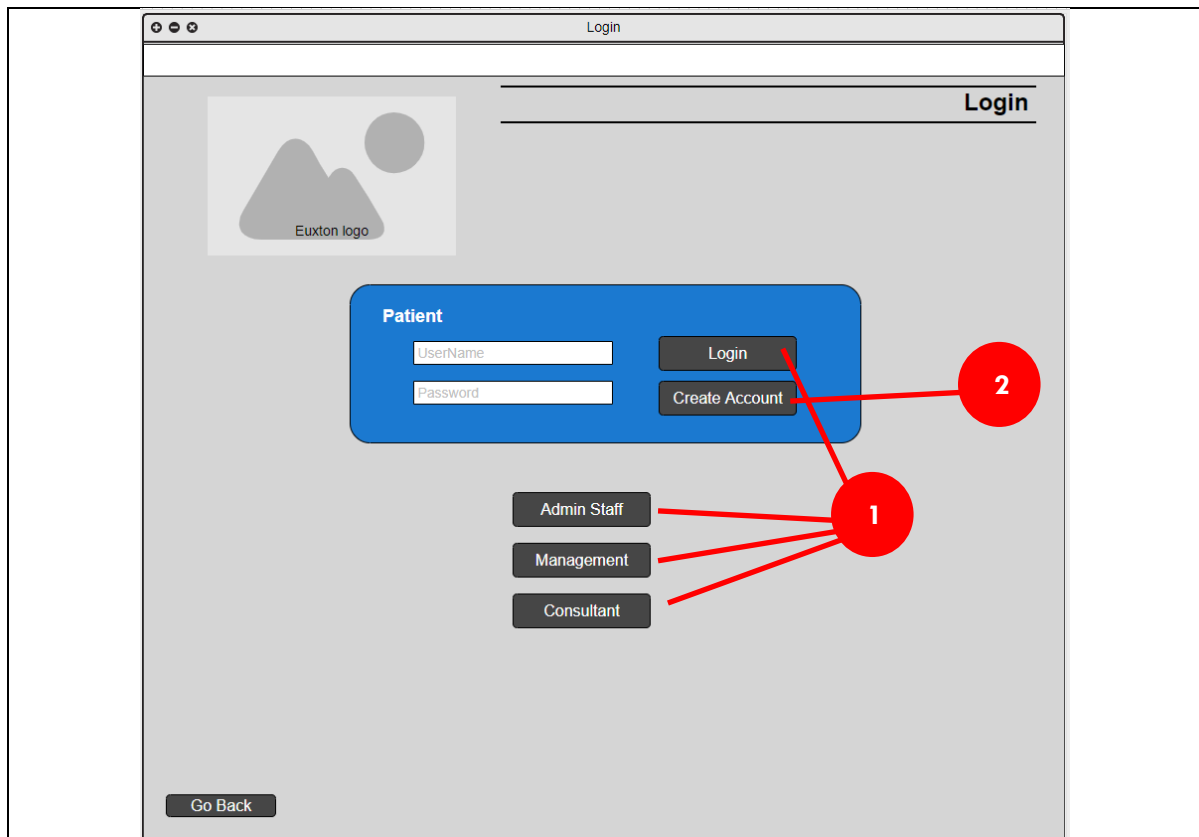 Login
Login
Euxton logo
Patient
UserName
Login
Password
Create Account
2
Admin Staff
1
Management
Consultant
Go Back